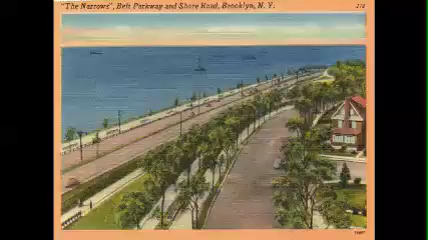 "The Narrows", Belt Parkway and Shore Road, Brooklyn, N. Y.